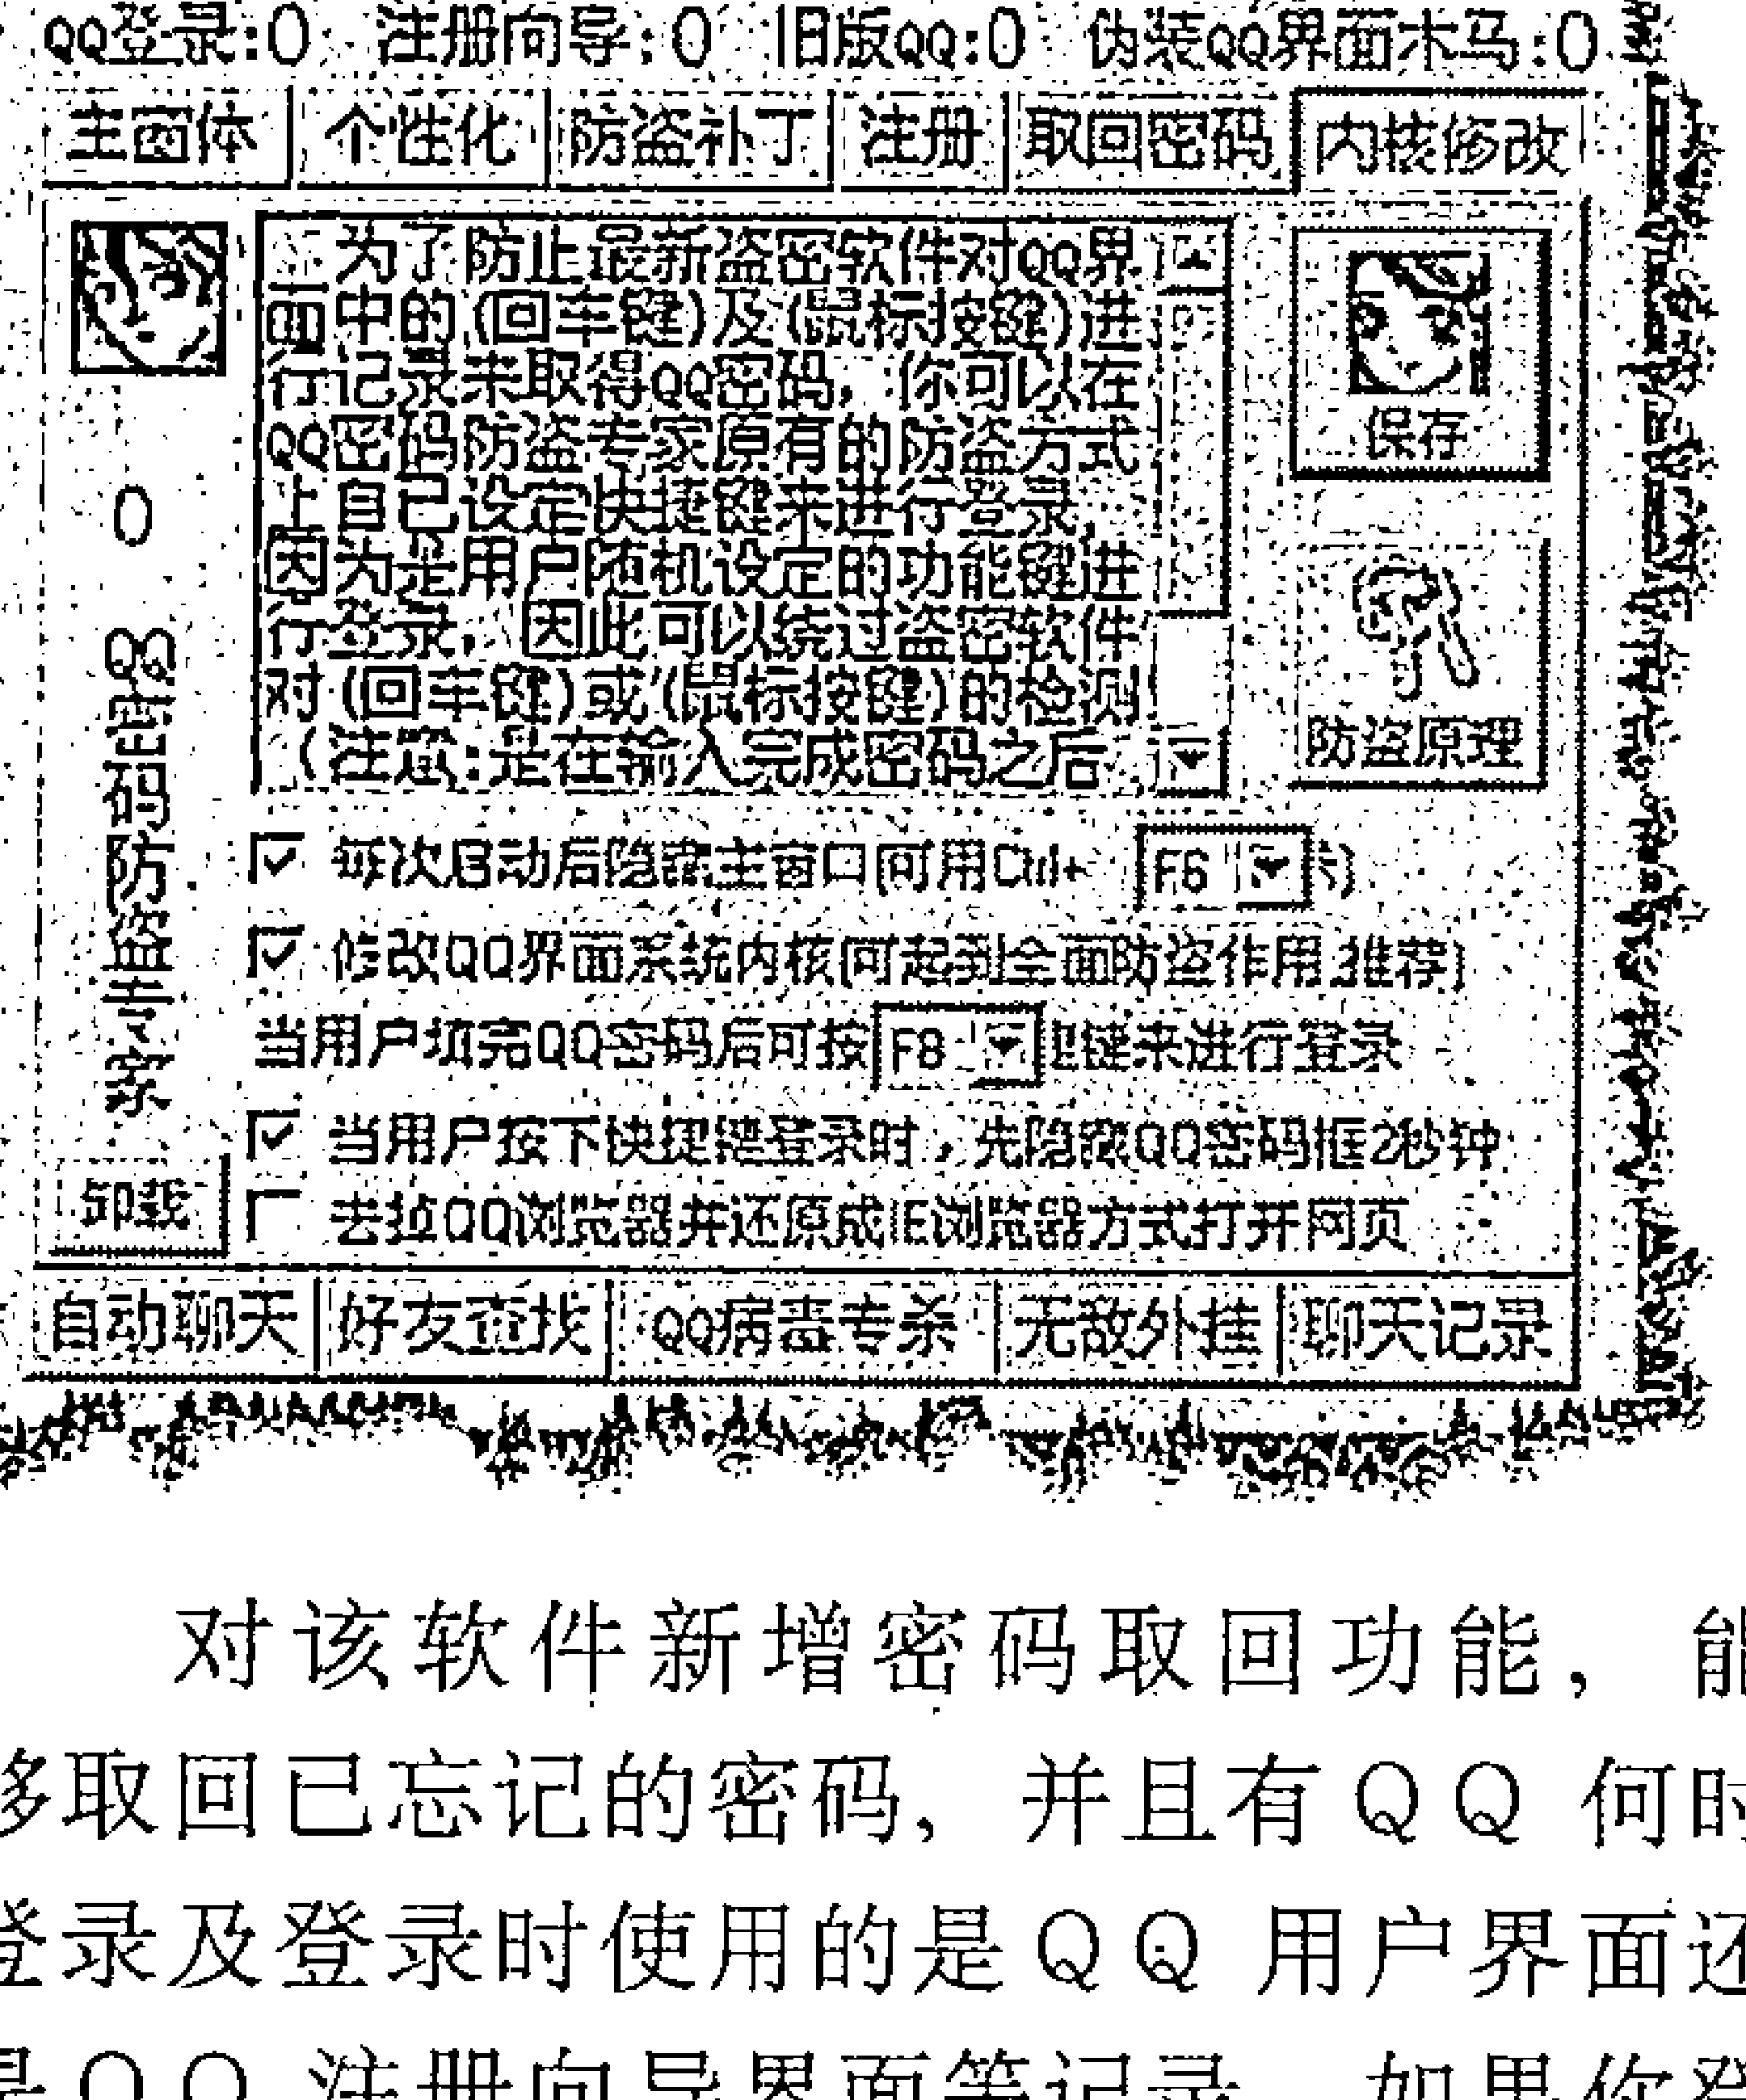 QQ登录:0 注册向导:0 旧版QQ:0 伪装QQ界面木马:0
主窗体 个性化 防盗补丁 注册 取回密码 内核修改
为了防止最新盗密软件对QQ界
面中的(回车键)及(鼠标按键)进
行记录来取得QQ密码，你可以在
QQ密码防盗专家原有的防盗方式
上自己设定快捷键来进行登录，
因为是用户随机设定的功能键进
行登录，因此可以绕过盗密软件
对(回车键)或(鼠标按键)的检测
(注意:是在输入完成密码之后
保存
防盗原理
0
QQ密码防盗专家
卸载
每次启动后隐藏主窗口(可用Ctrl+ F6 )
修改QQ界面系统内核(可起到全面防盗作用,推荐)
当用户填完QQ密码后可按 F8 键来进行登录
当用户按下快捷键登录时，先隐藏QQ密码框2秒钟
去掉QQ浏览器并还原成IE浏览器方式打开网页
自动聊天 好友查找 QQ病毒专杀 无敌外挂 聊天记录
对该软件新增密码取回功能，能
够取回已忘记的密码，并且有QQ 何时
登录及登录时使用的是QQ 用户界面还
是QQ 注册向导界面等记录 如果你登